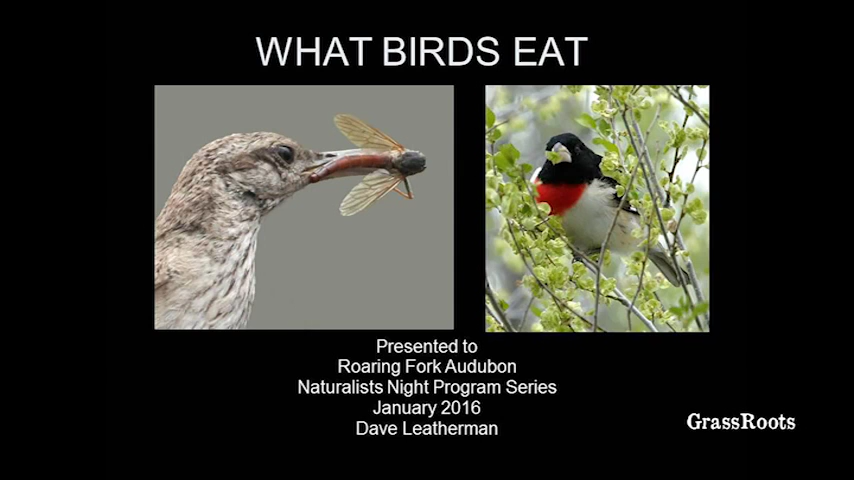 WHAT BIRDS EAT
Presented to
Roaring Fork Audubon
Naturalists Night Program Series
January 2016
Dave Leatherman
GrassRoots